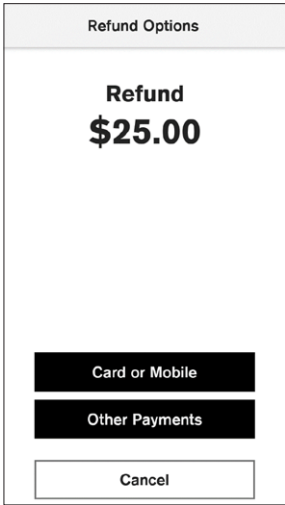 Refund Options
Refund
$25.00
Card or Mobile
Other Payments
Cancel